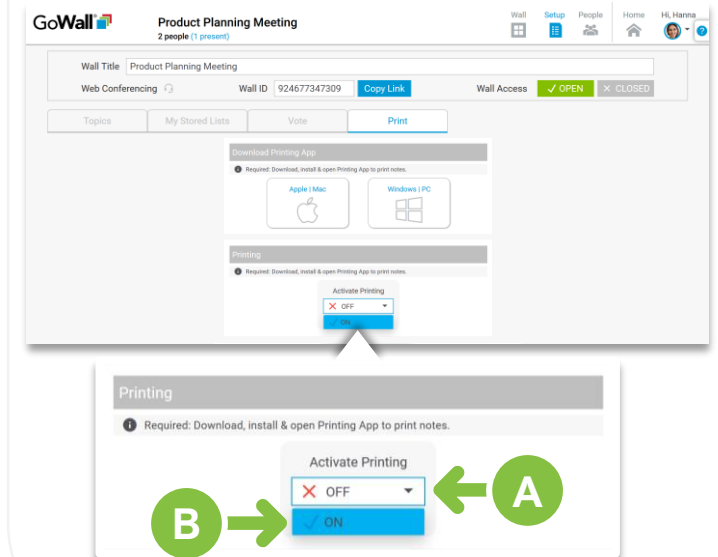 GoWall
Product Planning Meeting
2 people (1 present)
Wall
Setup
People
Home
Hi, Hanna
?
Wall Title Product Planning Meeting
Web Conferencing
Wall ID 924677347309 Copy Link
Wall Access ✓ OPEN × CLOSED
Topics
My Stored Lists
Vote
Print
Download Printing App
Required: Download, install & open Printing App to print notes.
Apple | Mac
Windows | PC
Printing
Required: Download, install & open Printing App to print notes.
Activate Printing
OFF
ON
Printing
Required: Download, install & open Printing App to print notes.
Activate Printing
OFF
A
B
ON